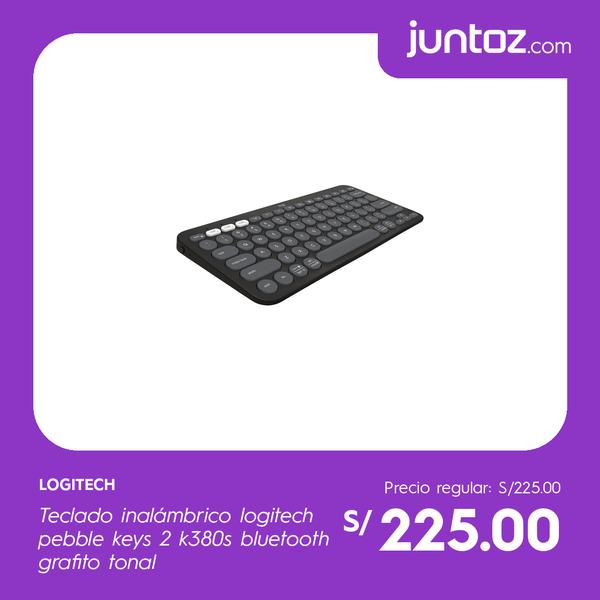 juntoz.com
LOGITECH
Teclado inalámbrico logitech
pebble keys 2 k380s bluetooth
grafito tonal
Precio regular: S/225.00
S/ 225.00